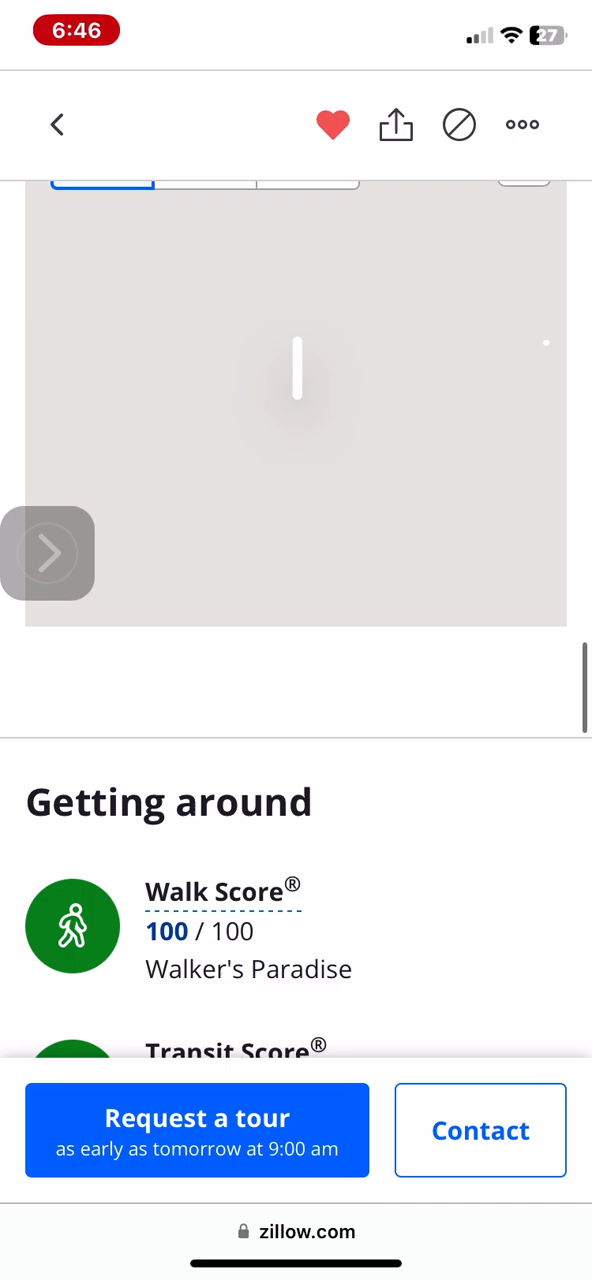 6:46
27
Getting around
Walk Score®
100 / 100
Walker's Paradise
Transit Score®
Request a tour
as early as tomorrow at 9:00 am
Contact
zillow.com